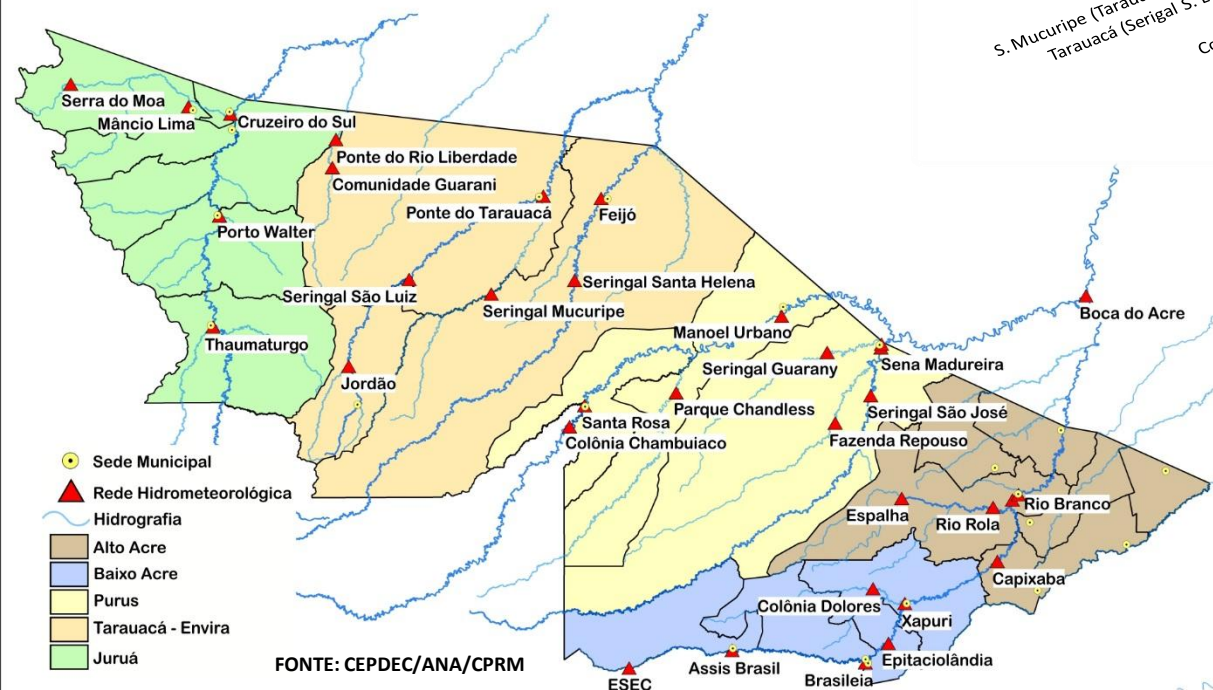 S. Mucuripe (Tarauc
Tarauacá (Serigal S.
Serra do Moa
Mâncio Lima
Cruzeiro do Sul
Ponte do Rio Liberdade
Comunidade Guarani
Ponte do Tarauacá
Feijó
Porto Walter
Seringal São Luiz
Seringal Mucuripe
Seringal Santa Helena
Thaumaturgo
Jordão
Manoel Urbano
Boca do Acre
Seringal Guarany
Sena Madureira
Parque Chandless
Seringal São José
Santa Rosa
Colônia Chambuiaco
Fazenda Repouso
Espalha
Rio Rola
Rio Branco
Capixaba
Colônia Dolores
Xapuri
Epitaciolândia
Assis Brasil
Brasileia
ESEC
Sede Municipal
Rede Hidrometeorológica
Hidrografia
Alto Acre
Baixo Acre
Purus
Tarauacá - Envira
Juruá
FONTE: CEPDEC/ANA/CPRM